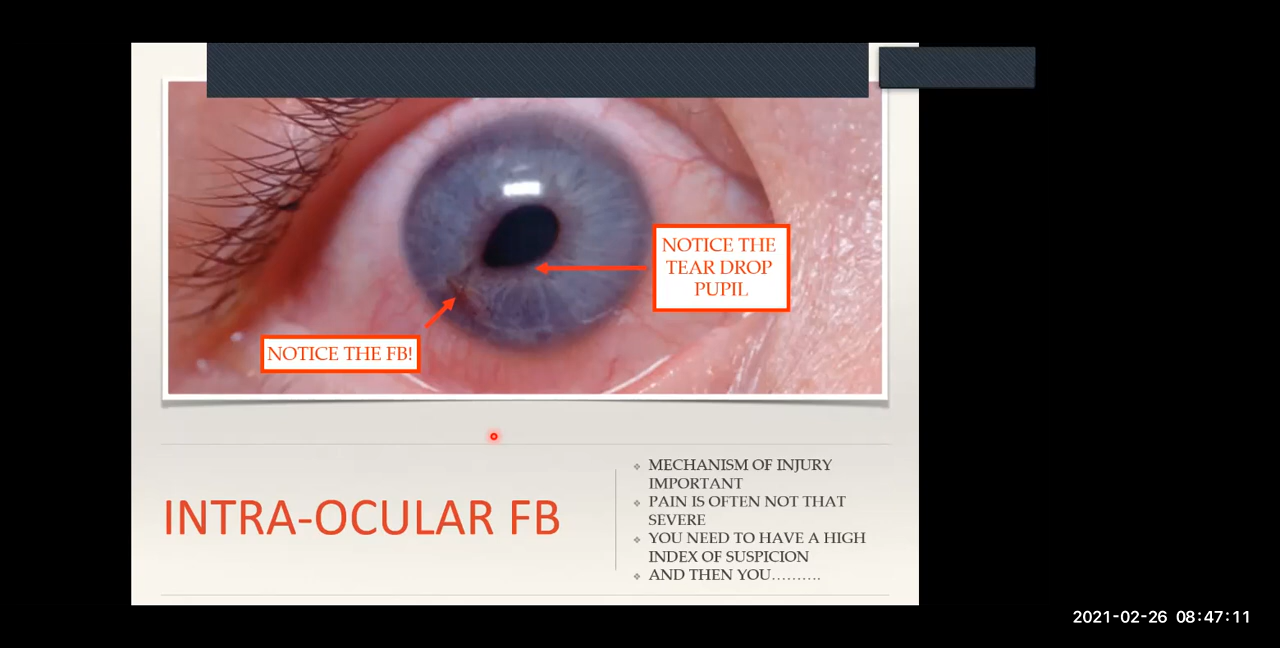 NOTICE THE
TEAR DROP
PUPIL
NOTICE THE FB!
INTRA-OCULAR FB
MECHANISM OF INJURY
IMPORTANT
PAIN IS OFTEN NOT THAT
SEVERE
YOU NEED TO HAVE A HIGH
INDEX OF SUSPICION
AND THEN YOU..........
2021-02-26 08:47:11